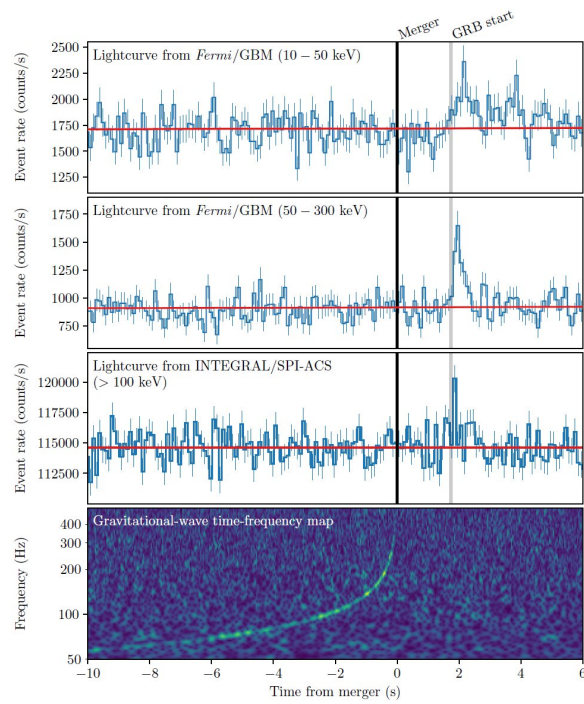 Merger
GRB start
Lightcurve from Fermi/GBM (10 − 50 keV)
Event rate (counts/s)
2500
2250
2000
1750
1500
1250
Lightcurve from Fermi/GBM (50 − 300 keV)
Event rate (counts/s)
1750
1500
1250
1000
750
Lightcurve from INTEGRAL/SPI-ACS
(> 100 keV)
Event rate (counts/s)
120000
117500
115000
112500
Gravitational-wave time-frequency map
Frequency (Hz)
400
300
200
100
50
−10 −8 −6 −4 −2 0 2 4 6
Time from merger (s)